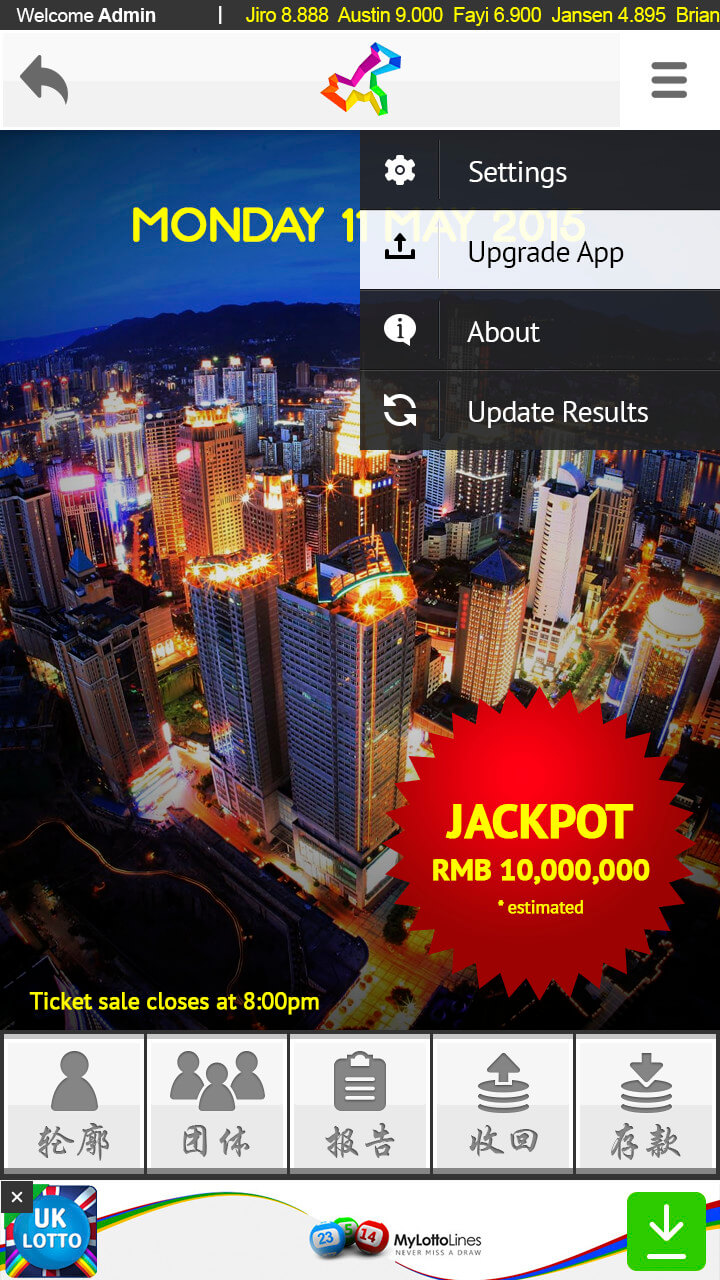 Welcome Admin | Jiro 8.888 Austin 9.000 Fayi 6.900 Jansen 4.895 Brian
Settings
MONDAY 11 MAY 2015
Upgrade App
About
Update Results
JACKPOT
RMB 10,000,000
* estimated
Ticket sale closes at 8:00pm
轮廓 团体 报告 收回 存款
UK
LOTTO
23 5 14
MyLottoLines
NEVER MISS A DRAW